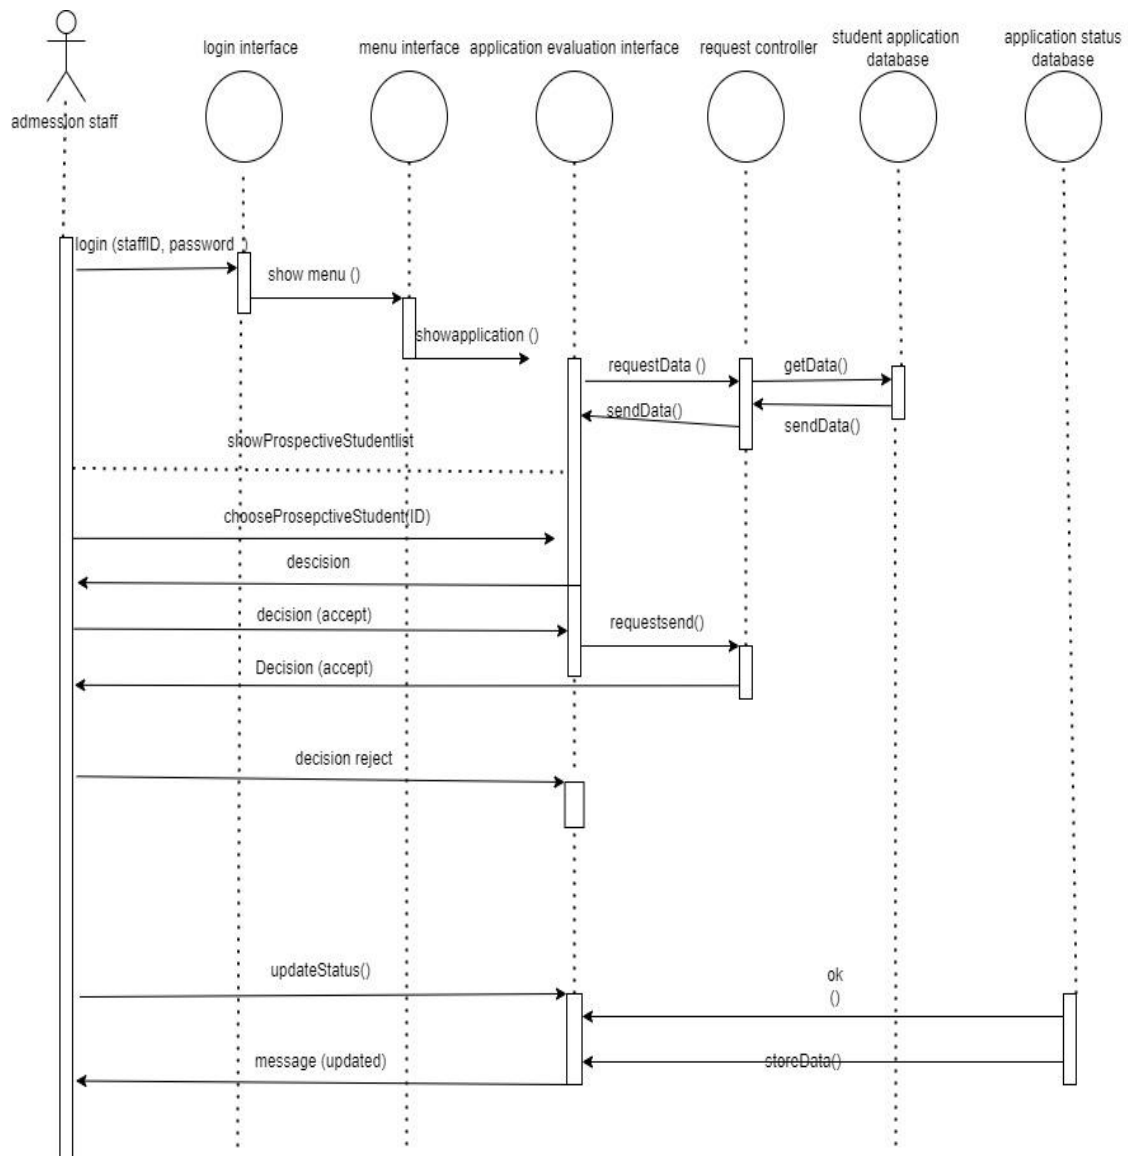 login interface
menu interface
application evaluation interface
request controller
student application
database
application status
database
admession staff
login (staffID, password )
show menu ()
showapplication ()
requestData ()
getData()
sendData()
sendData()
showProspectiveStudentlist
chooseProsepctiveStudent(ID)
descision
decision (accept)
requestsend()
Decision (accept)
decision reject
updateStatus()
ok
()
message (updated)
storeData()